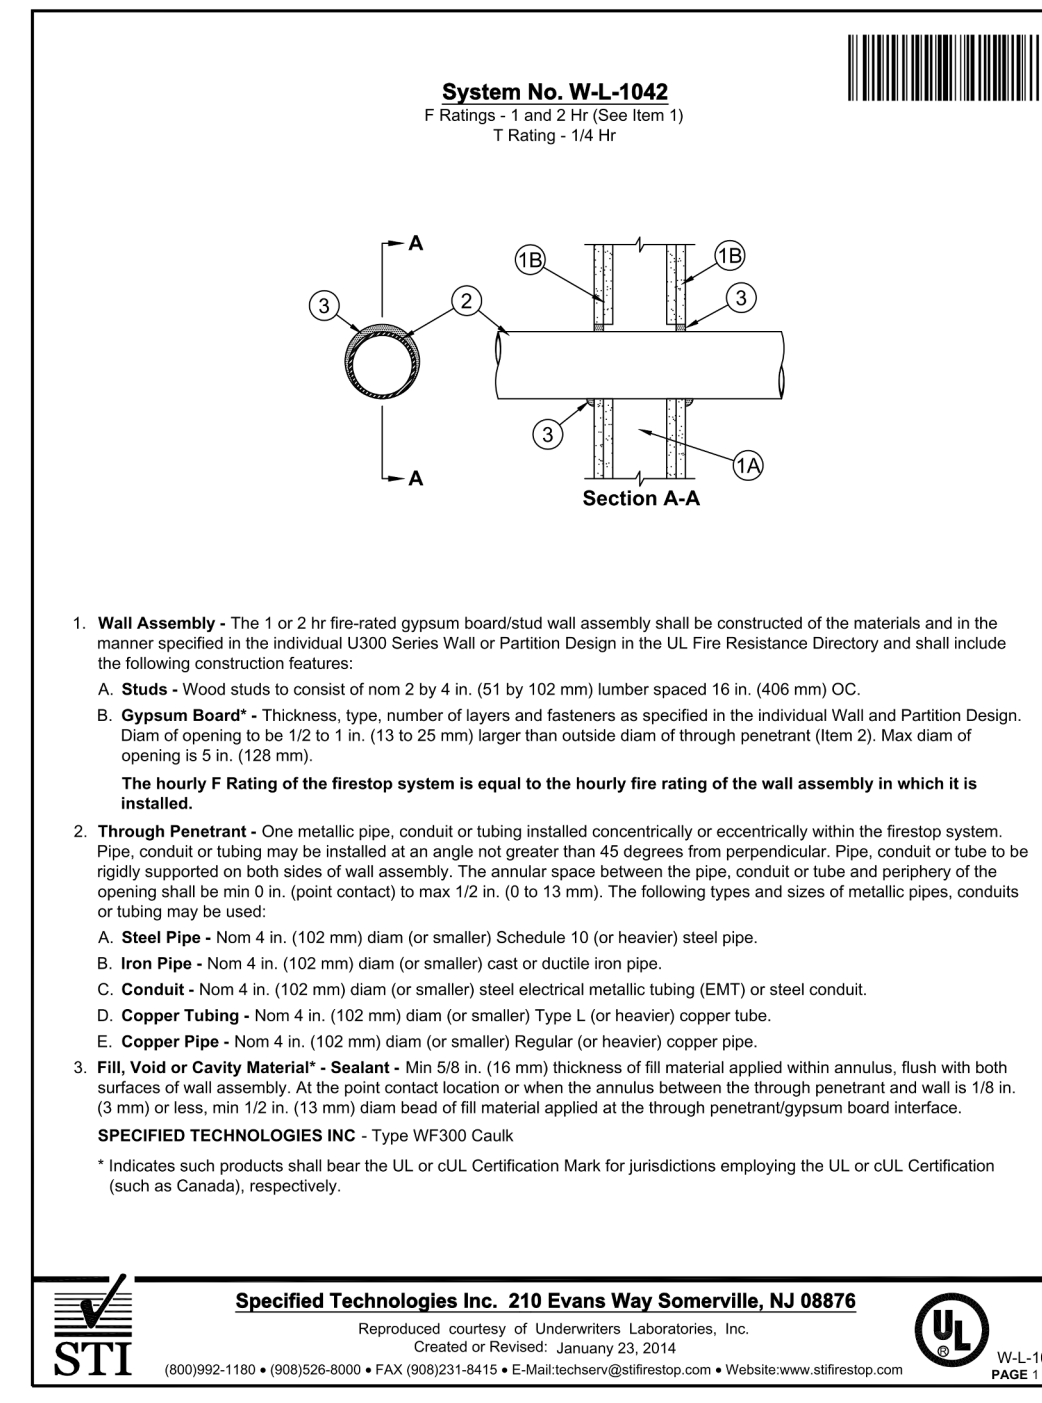 System No. W-L-1042
F Ratings - 1 and 2 Hr (See Item 1)
T Rating - 1/4 Hr
A
1B
1B
3
2
3
3
1A
A
Section A-A
1. Wall Assembly - The 1 or 2 hr fire-rated gypsum board/stud wall assembly shall be constructed of the materials and in the
manner specified in the individual U300 Series Wall or Partition Design in the UL Fire Resistance Directory and shall include
the following construction features:
A. Studs - Wood studs to consist of nom 2 by 4 in. (51 by 102 mm) lumber spaced 16 in. (406 mm) OC.
B. Gypsum Board* - Thickness, type, number of layers and fasteners as specified in the individual Wall and Partition Design.
Diam of opening to be 1/2 to 1 in. (13 to 25 mm) larger than outside diam of through penetrant (Item 2). Max diam of
opening is 5 in. (128 mm).
The hourly F Rating of the firestop system is equal to the hourly fire rating of the wall assembly in which it is
installed.
2. Through Penetrant - One metallic pipe, conduit or tubing installed concentrically or eccentrically within the firestop system.
Pipe, conduit or tubing may be installed at an angle not greater than 45 degrees from perpendicular. Pipe, conduit or tube to be
rigidly supported on both sides of wall assembly. The annular space between the pipe, conduit or tube and periphery of the
opening shall be min 0 in. (point contact) to max 1/2 in. (0 to 13 mm). The following types and sizes of metallic pipes, conduits
or tubing may be used:
A. Steel Pipe - Nom 4 in. (102 mm) diam (or smaller) Schedule 10 (or heavier) steel pipe.
B. Iron Pipe - Nom 4 in. (102 mm) diam (or smaller) cast or ductile iron pipe.
C. Conduit - Nom 4 in. (102 mm) diam (or smaller) steel electrical metallic tubing (EMT) or steel conduit.
D. Copper Tubing - Nom 4 in. (102 mm) diam (or smaller) Type L (or heavier) copper tube.
E. Copper Pipe - Nom 4 in. (102 mm) diam (or smaller) Regular (or heavier) copper pipe.
3. Fill, Void or Cavity Material* - Sealant - Min 5/8 in. (16 mm) thickness of fill material applied within annulus, flush with both
surfaces of wall assembly. At the point contact location or when the annulus between the through penetrant and wall is 1/8 in.
(3 mm) or less, min 1/2 in. (13 mm) diam bead of fill material applied at the through penetrant/gypsum board interface.
SPECIFIED TECHNOLOGIES INC - Type WF300 Caulk
* Indicates such products shall bear the UL or cUL Certification Mark for jurisdictions employing the UL or cUL Certification
(such as Canada), respectively.
STI
Specified Technologies Inc. 210 Evans Way Somerville, NJ 08876
Reproduced courtesy of Underwriters Laboratories, Inc.
Created or Revised: January 23, 2014
(800)992-1180 • (908)526-8000 • FAX (908)231-8415 • E-Mail:techserv@stifirestop.com • Website:www.stifirestop.com
UL
®
W-L-10
PAGE 1